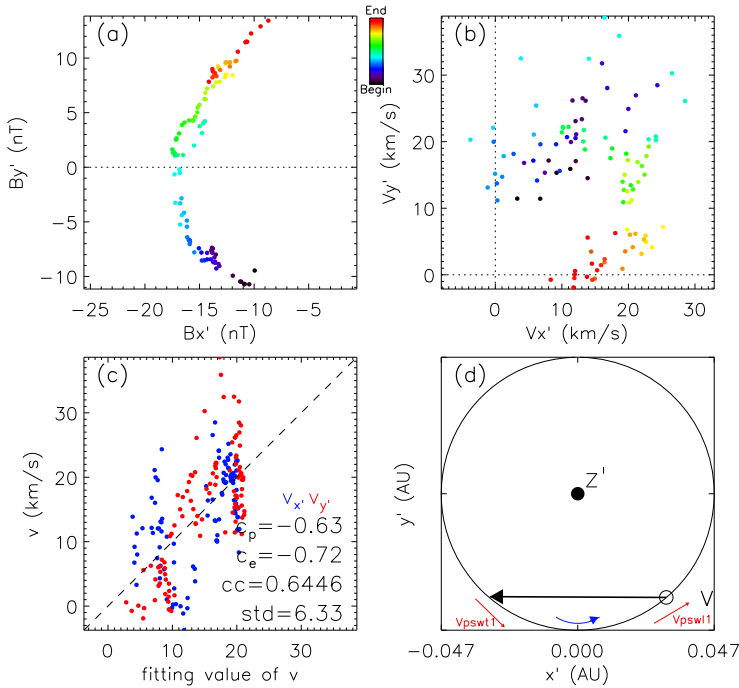 (a)
End
Begin
By' (nT)
10
5
0
−5
−10
−25 −20 −15 −10 −5
Bx' (nT)
(b)
Vy' (km/s)
30
20
10
0
0 10 20 30
Vx' (km/s)
(c)
v (km/s)
30
20
10
0
Vx' Vy'
cp=−0.63
ce=−0.72
cc=0.6446
std=6.33
0 10 20 30
fitting value of v
(d)
y' (AU)
Z'
V
Vpswt1
Vpswl1
−0.047 0.000 0.047
x' (AU)